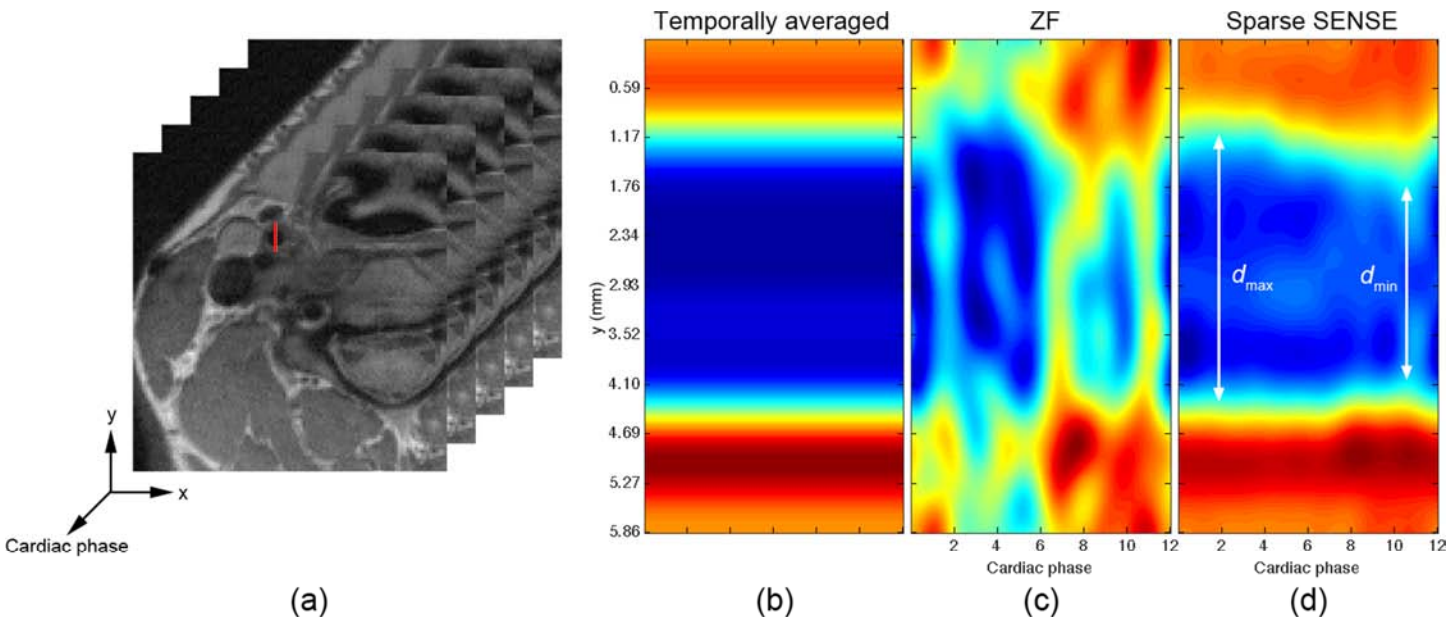 Temporally averaged
ZF
Sparse SENSE
0.59
1.17
1.76
2.34
2.93
3.52
4.10
4.69
5.27
5.86
y (mm)
d max
d min
y
x
Cardiac phase
2 4 6 8 10 12
Cardiac phase
2 4 6 8 10 12
Cardiac phase
(a)
(b)
(c)
(d)